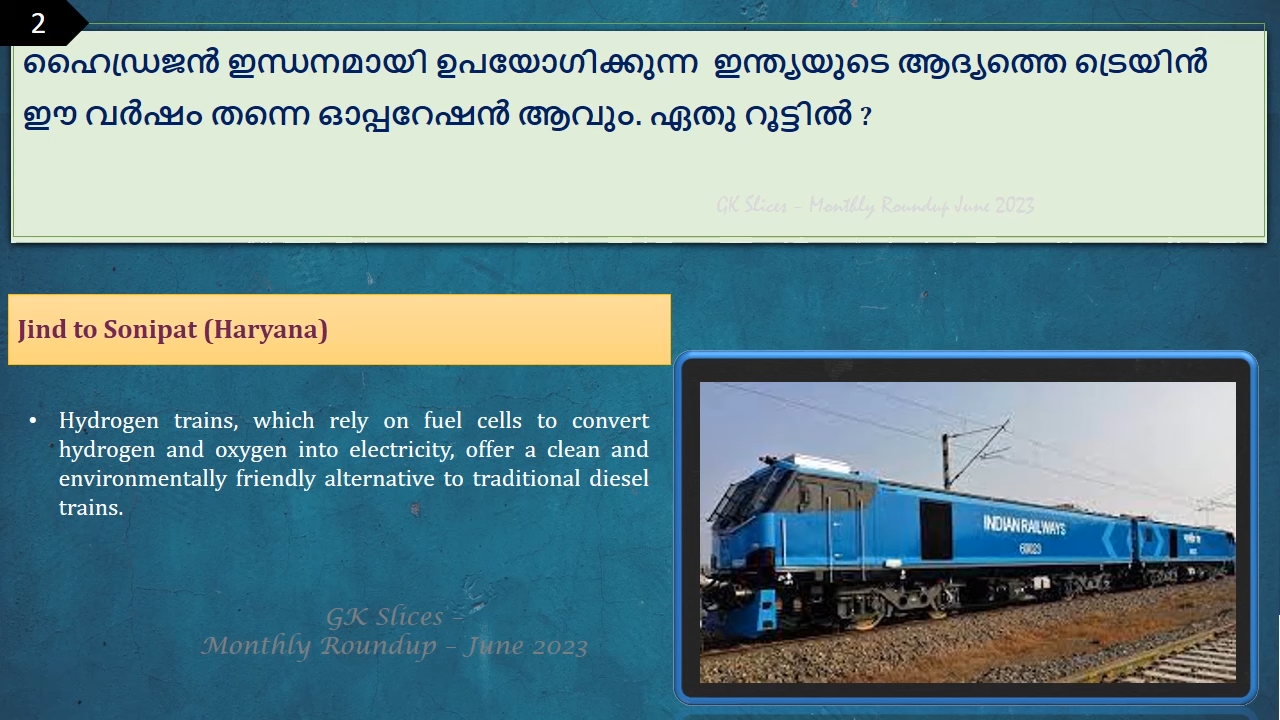 2
ഹൈഡ്രജൻ ഇന്ധനമായി ഉപയോഗിക്കുന്ന ഇന്ത്യയുടെ ആദ്യത്തെ ട്രെയിൻ
ഈ വർഷം തന്നെ ഓപ്പറേഷൻ ആവും. ഏതു റൂട്ടിൽ ?
GK Slices – Monthly Roundup June 2023
Jind to Sonipat (Haryana)
• Hydrogen trains, which rely on fuel cells to convert
hydrogen and oxygen into electricity, offer a clean and
environmentally friendly alternative to traditional diesel
trains.
INDIAN RAILWAYS
60023
GK Slices –
Monthly Roundup – June 2023